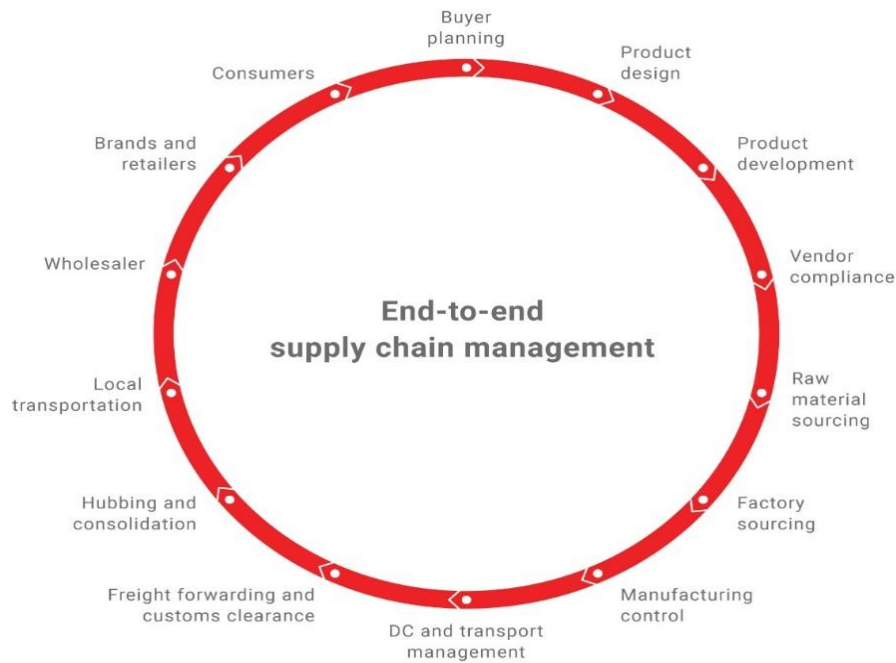 Buyer
planning
Product
design
Product
development
Vendor
compliance
Raw
material
sourcing
Factory
sourcing
Manufacturing
control
DC and transport
management
Freight forwarding and
customs clearance
Hubbing and
consolidation
Local
transportation
Wholesaler
Brands and
retailers
Consumers
End-to-end
supply chain management